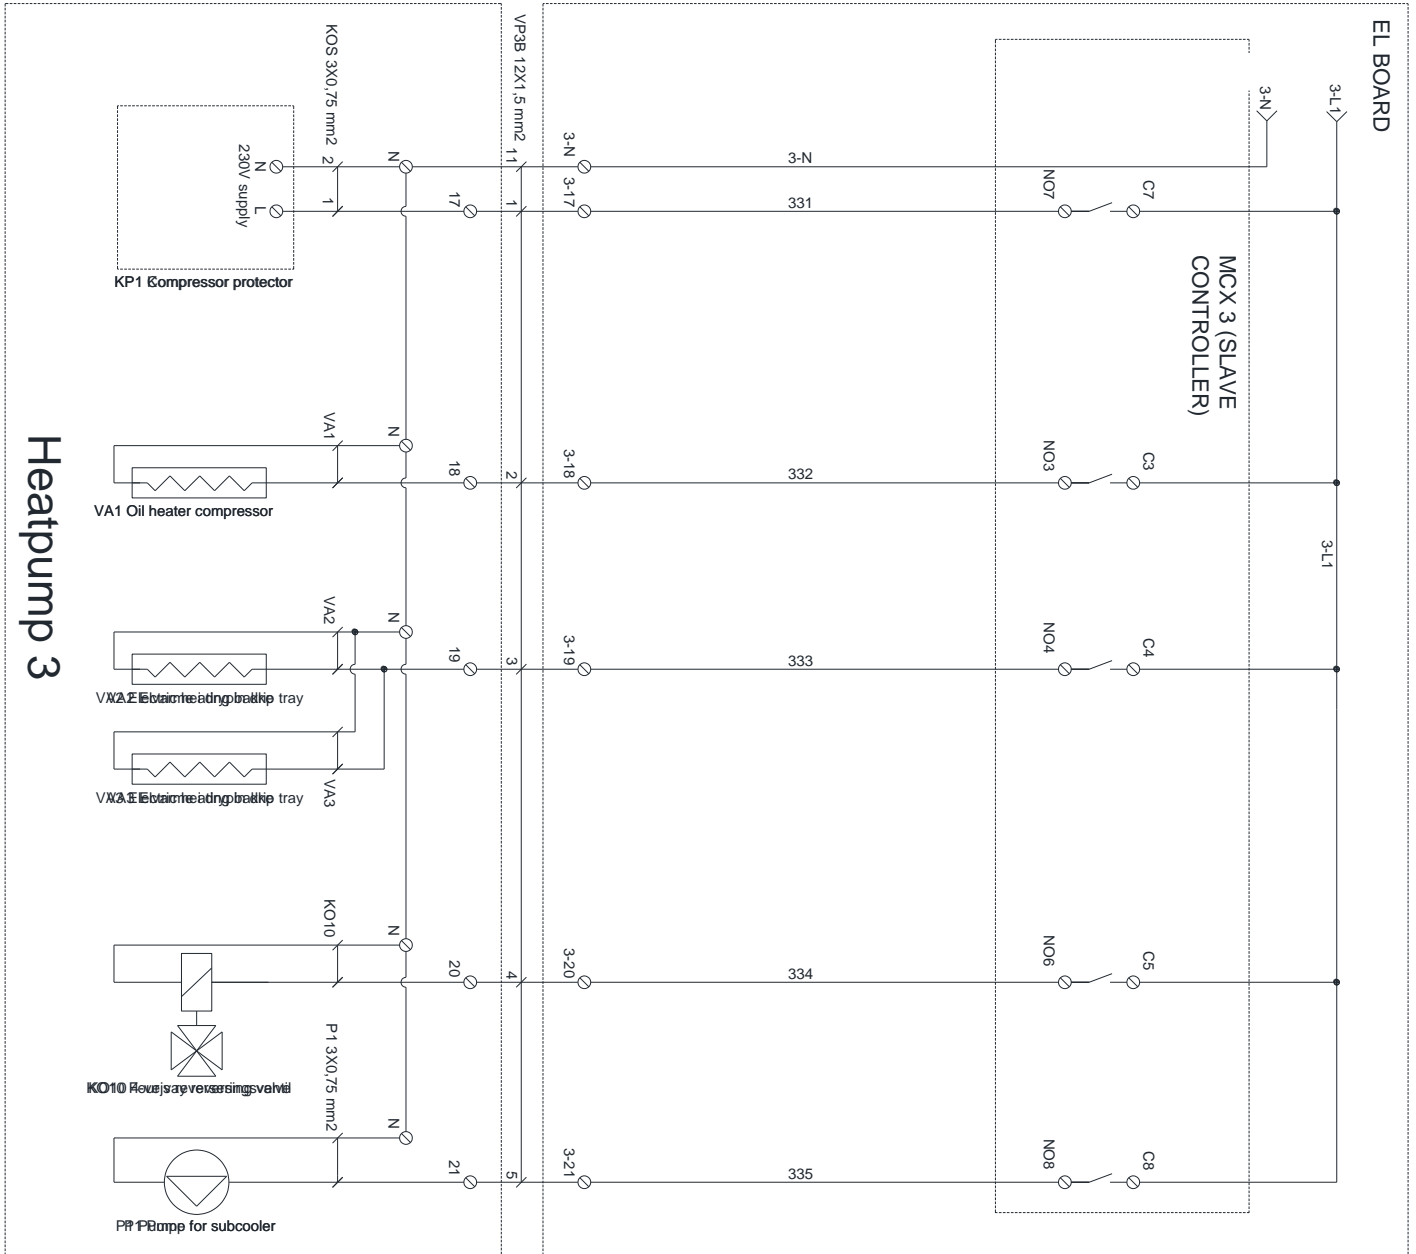 EL BOARD
3-L1
3-N
MCX 3 (SLAVE
CONTROLLER)
3-L1
VP3B 12X1,5 mm2
KOS 3X0,75 mm2
N
L
230V supply
2
1
N
11
3-N
3-N
17
1
3-17
331
NO7
C7
KP1 Compressor protector
VA1
N
18
2
3-18
332
NO3
C3
VA1 Oil heater compressor
VA2
N
19
3
3-19
333
NO4
C4
tray
VA3
tray
KO10
N
20
4
3-20
334
NO6
C5
KO10
P1 3X0,75 mm2
N
21
5
3-21
335
NO8
C8
for subcooler
Heatpump 3